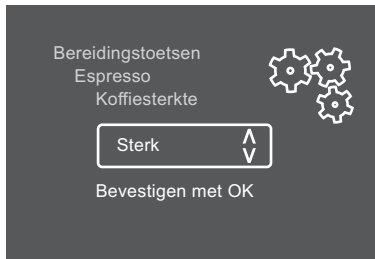 Bereidingstoetsen
Espresso
Koffiesterkte
Sterk
Bevestigen met OK